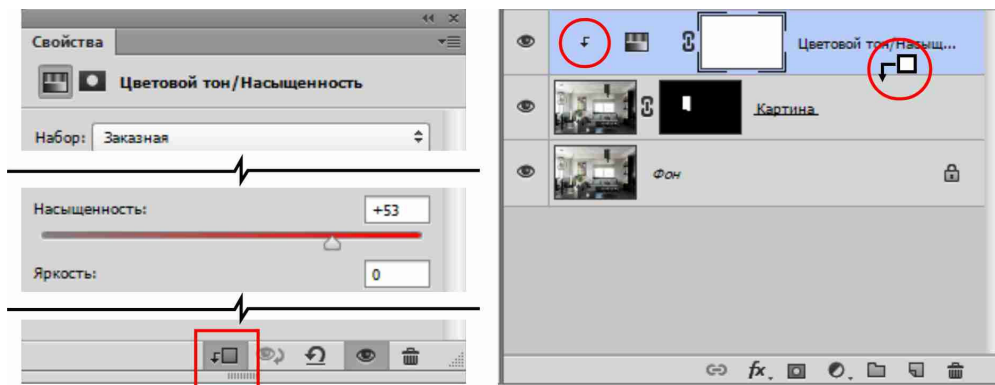 Свойства
Цветовой тон/Насыщенность
Набор: Заказная
Насыщенность: +53
Яркость: 0
Цветовой тон/Насыщ...
Картина
Фон
fx.